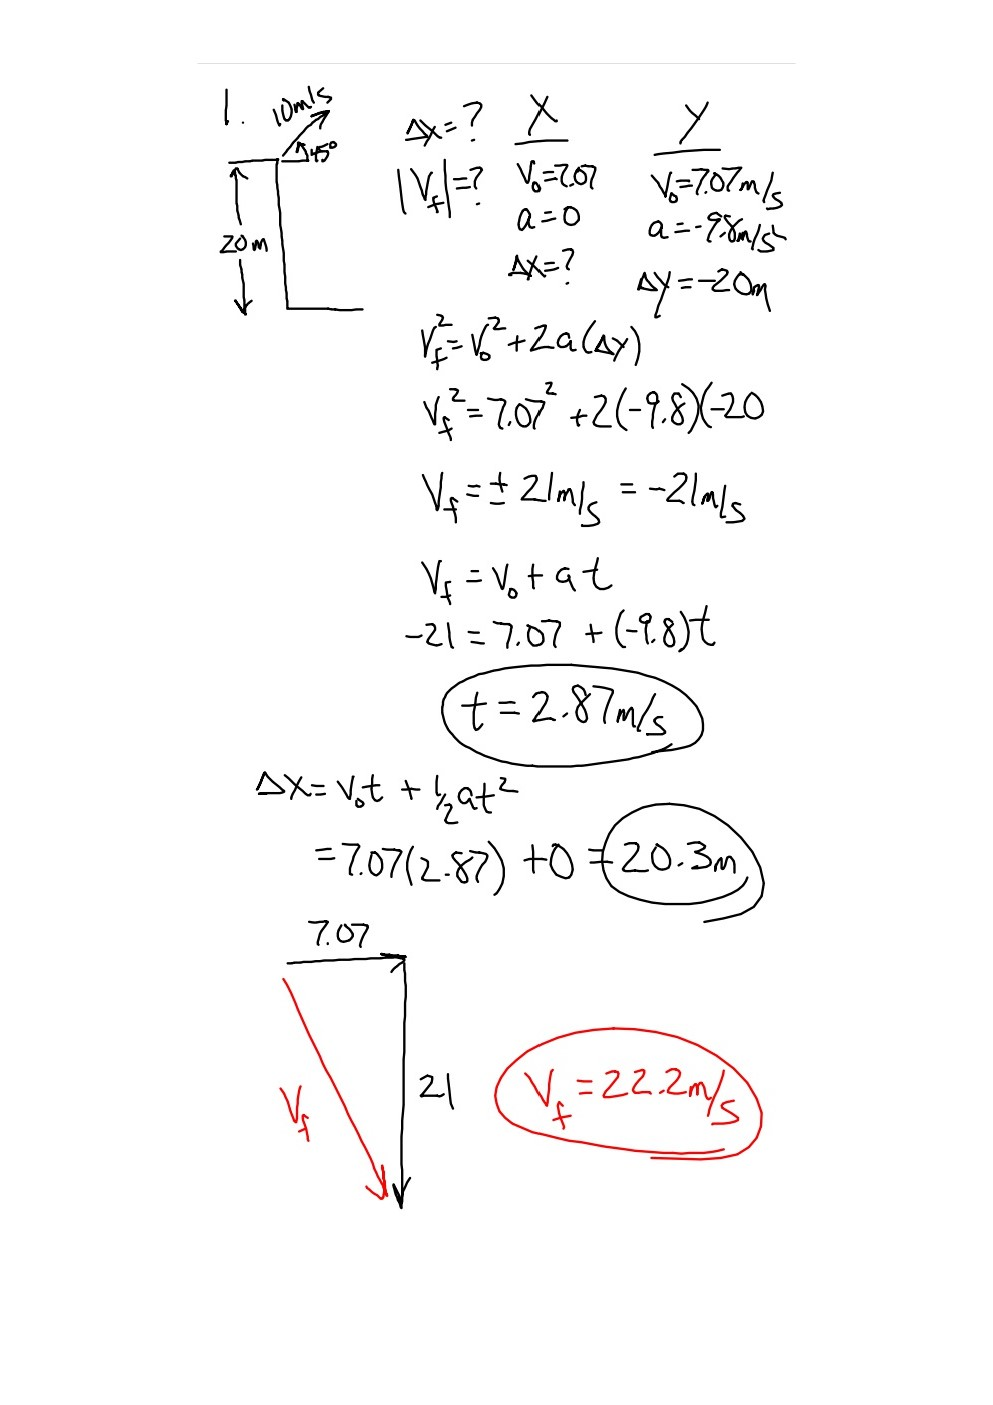 1.
10m/s
45°
20m
Δx=?
|Vf|=?
X
V₀=7.07
a=0
Δx=?
Y
V₀=7.07m/s
a=-9.8m/s²
Δy=-20m
Vf²=V₀²+2a(Δy)
Vf²=7.07²+2(-9.8)(-20
Vf=±21m/s = -21m/s
Vf=V₀+at
-21=7.07+(-9.8)t
t=2.87m/s
Δx=V₀t+½at²
=7.07(2.87)+0=20.3m
7.07
21
Vf
Vf=22.2m/s